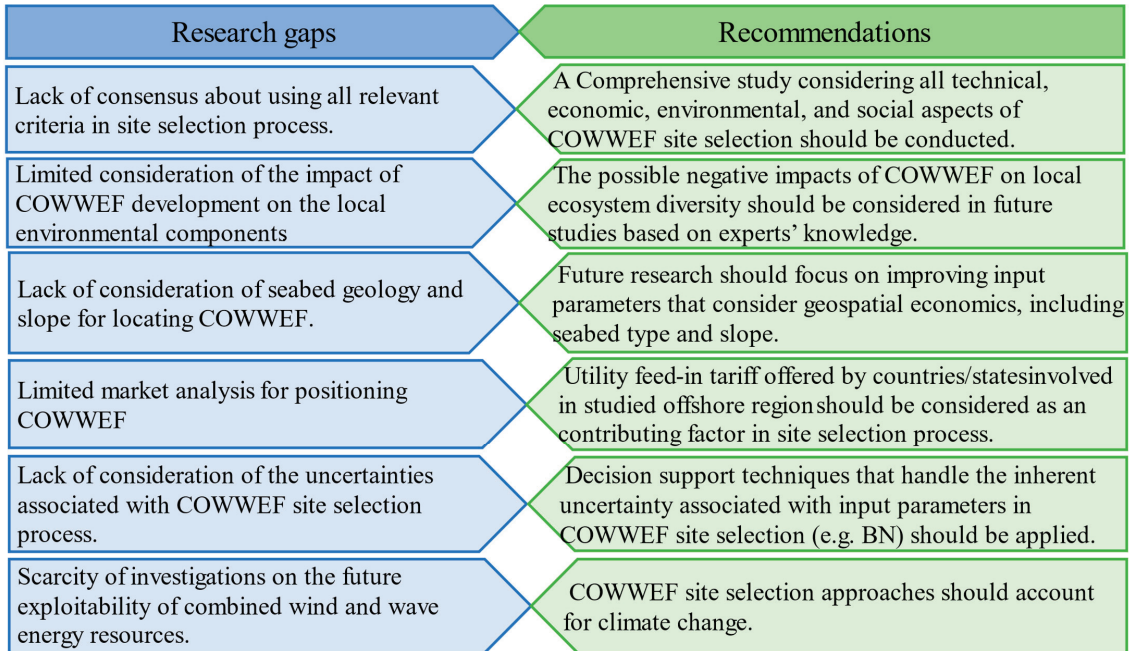 Research gaps
Recommendations
Lack of consensus about using all relevant
criteria in site selection process.
A Comprehensive study considering all technical,
economic, environmental, and social aspects of
COWWEF site selection should be conducted.
Limited consideration of the impact of
COWWEF development on the local
environmental components
The possible negative impacts of COWWEF on local
ecosystem diversity should be considered in future
studies based on experts’ knowledge.
Lack of consideration of seabed geology and
slope for locating COWWEF.
Future research should focus on improving input
parameters that consider geospatial economics, including
seabed type and slope.
Limited market analysis for positioning
COWWEF
Utility feed-in tariff offered by countries/statesinvolved
in studied offshore region should be considered as an
contributing factor in site selection process.
Lack of consideration of the uncertainties
associated with COWWEF site selection
process.
Decision support techniques that handle the inherent
uncertainty associated with input parameters in
COWWEF site selection (e.g. BN) should be applied.
Scarcity of investigations on the future
exploitability of combined wind and wave
energy resources.
COWWEF site selection approaches should account
for climate change.